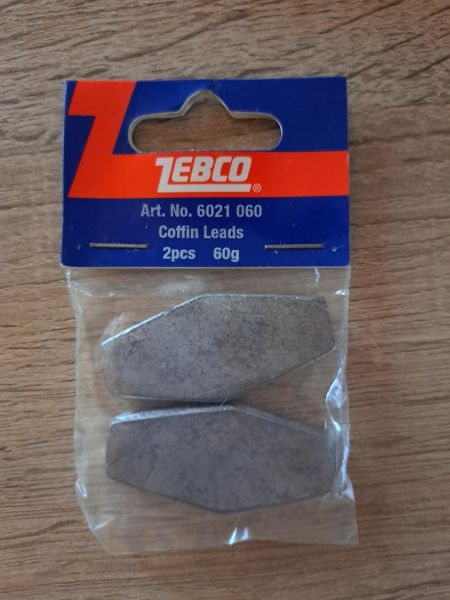 ZEBCO®
Art. No. 6021 060
Coffin Leads
2pcs 60g